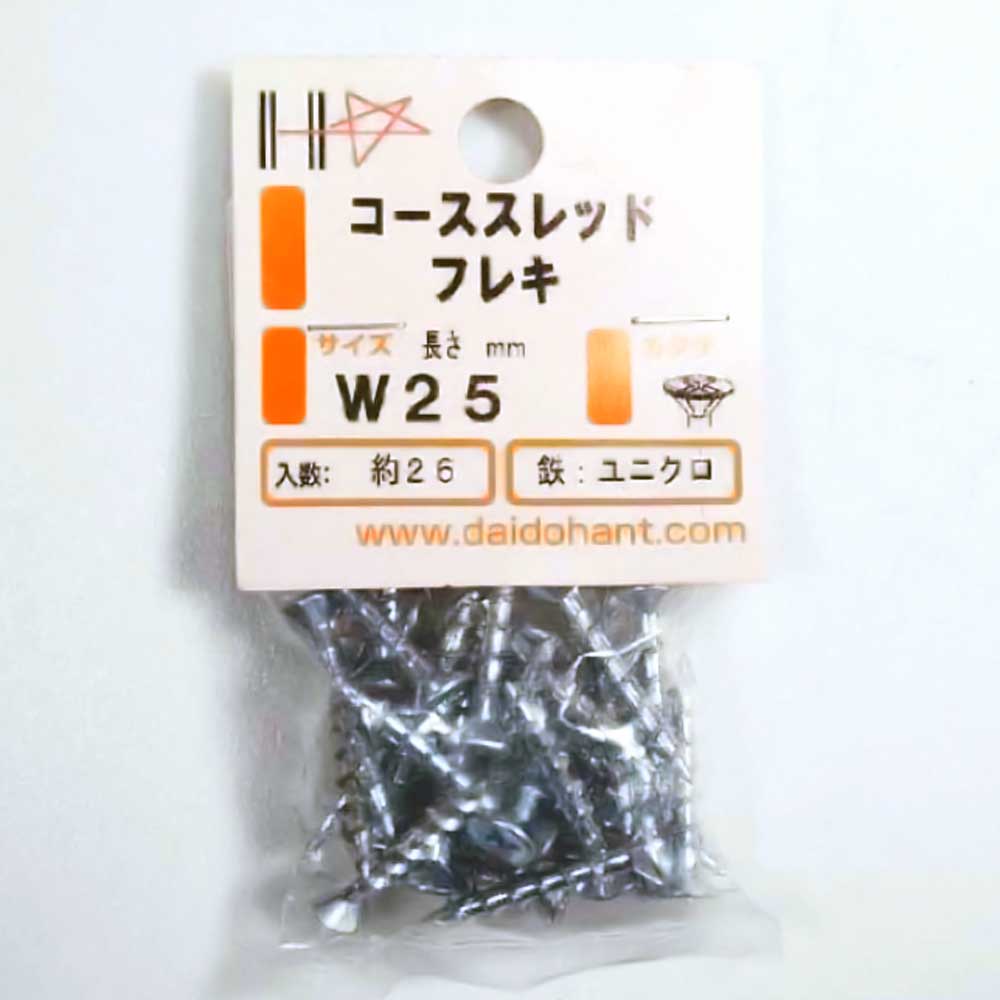 H
コーススレッド
フレキ
サイズ 長さ mm
W25
入数: 約26 鉄:ユニクロ
www.daidohant.com